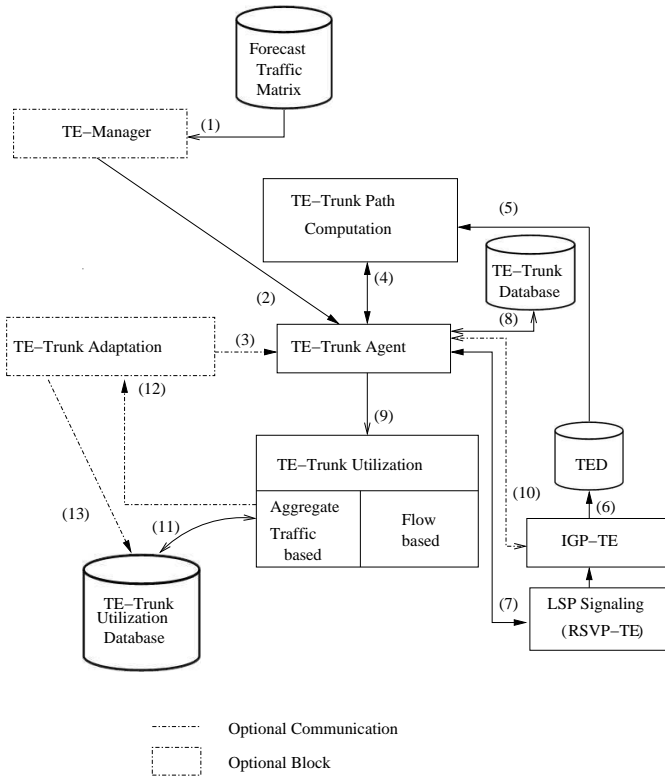 Forecast
Traffic
Matrix
TE−Manager
(1)
TE−Trunk Path
Computation
(5)
(4)
TE−Trunk
Database
(2)
(8)
TE−Trunk Adaptation
(3)
TE−Trunk Agent
(12)
(9)
TE−Trunk Utilization
TED
(10)
Aggregate
Traffic
based
Flow
based
(13)
(11)
(6)
IGP−TE
(7)
LSP Signaling
(RSVP−TE)
TE−Trunk
Utilization
Database
Optional Communication
Optional Block